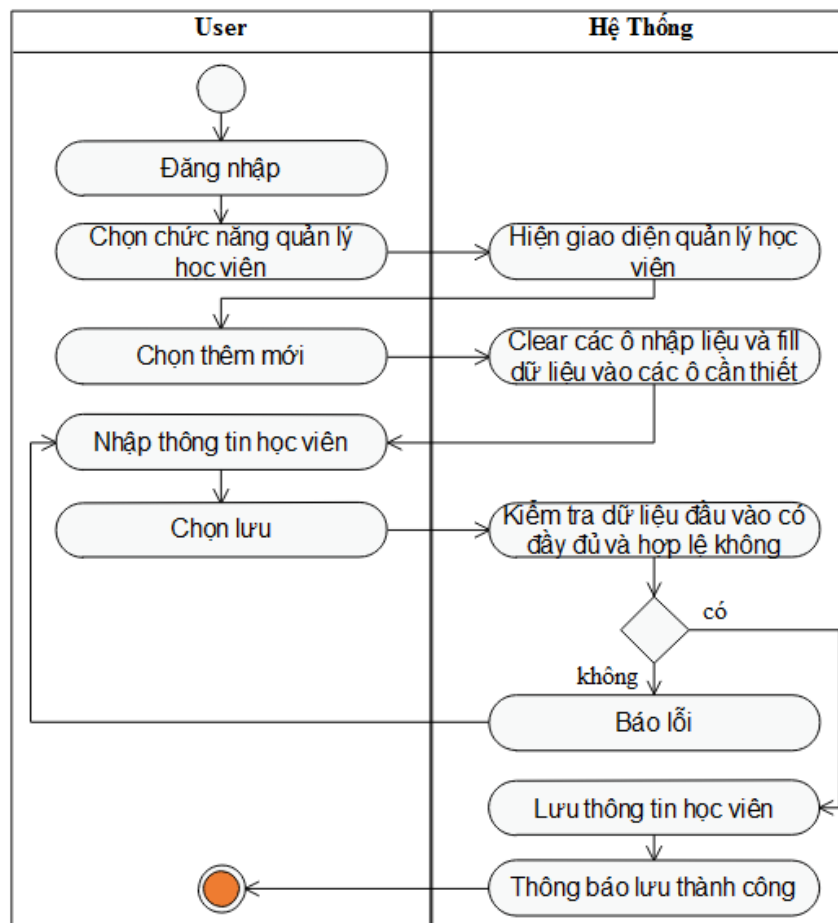 User
Hệ Thống
Đăng nhập
Chọn chức năng quản lý
học viên
Hiện giao diện quản lý học
viên
Chọn thêm mới
Clear các ô nhập liệu và fill
dữ liệu vào các ô cần thiết
Nhập thông tin học viên
Chọn lưu
Kiểm tra dữ liệu đầu vào có
đầy đủ và hợp lệ không
có
không
Báo lỗi
Lưu thông tin học viên
Thông báo lưu thành công